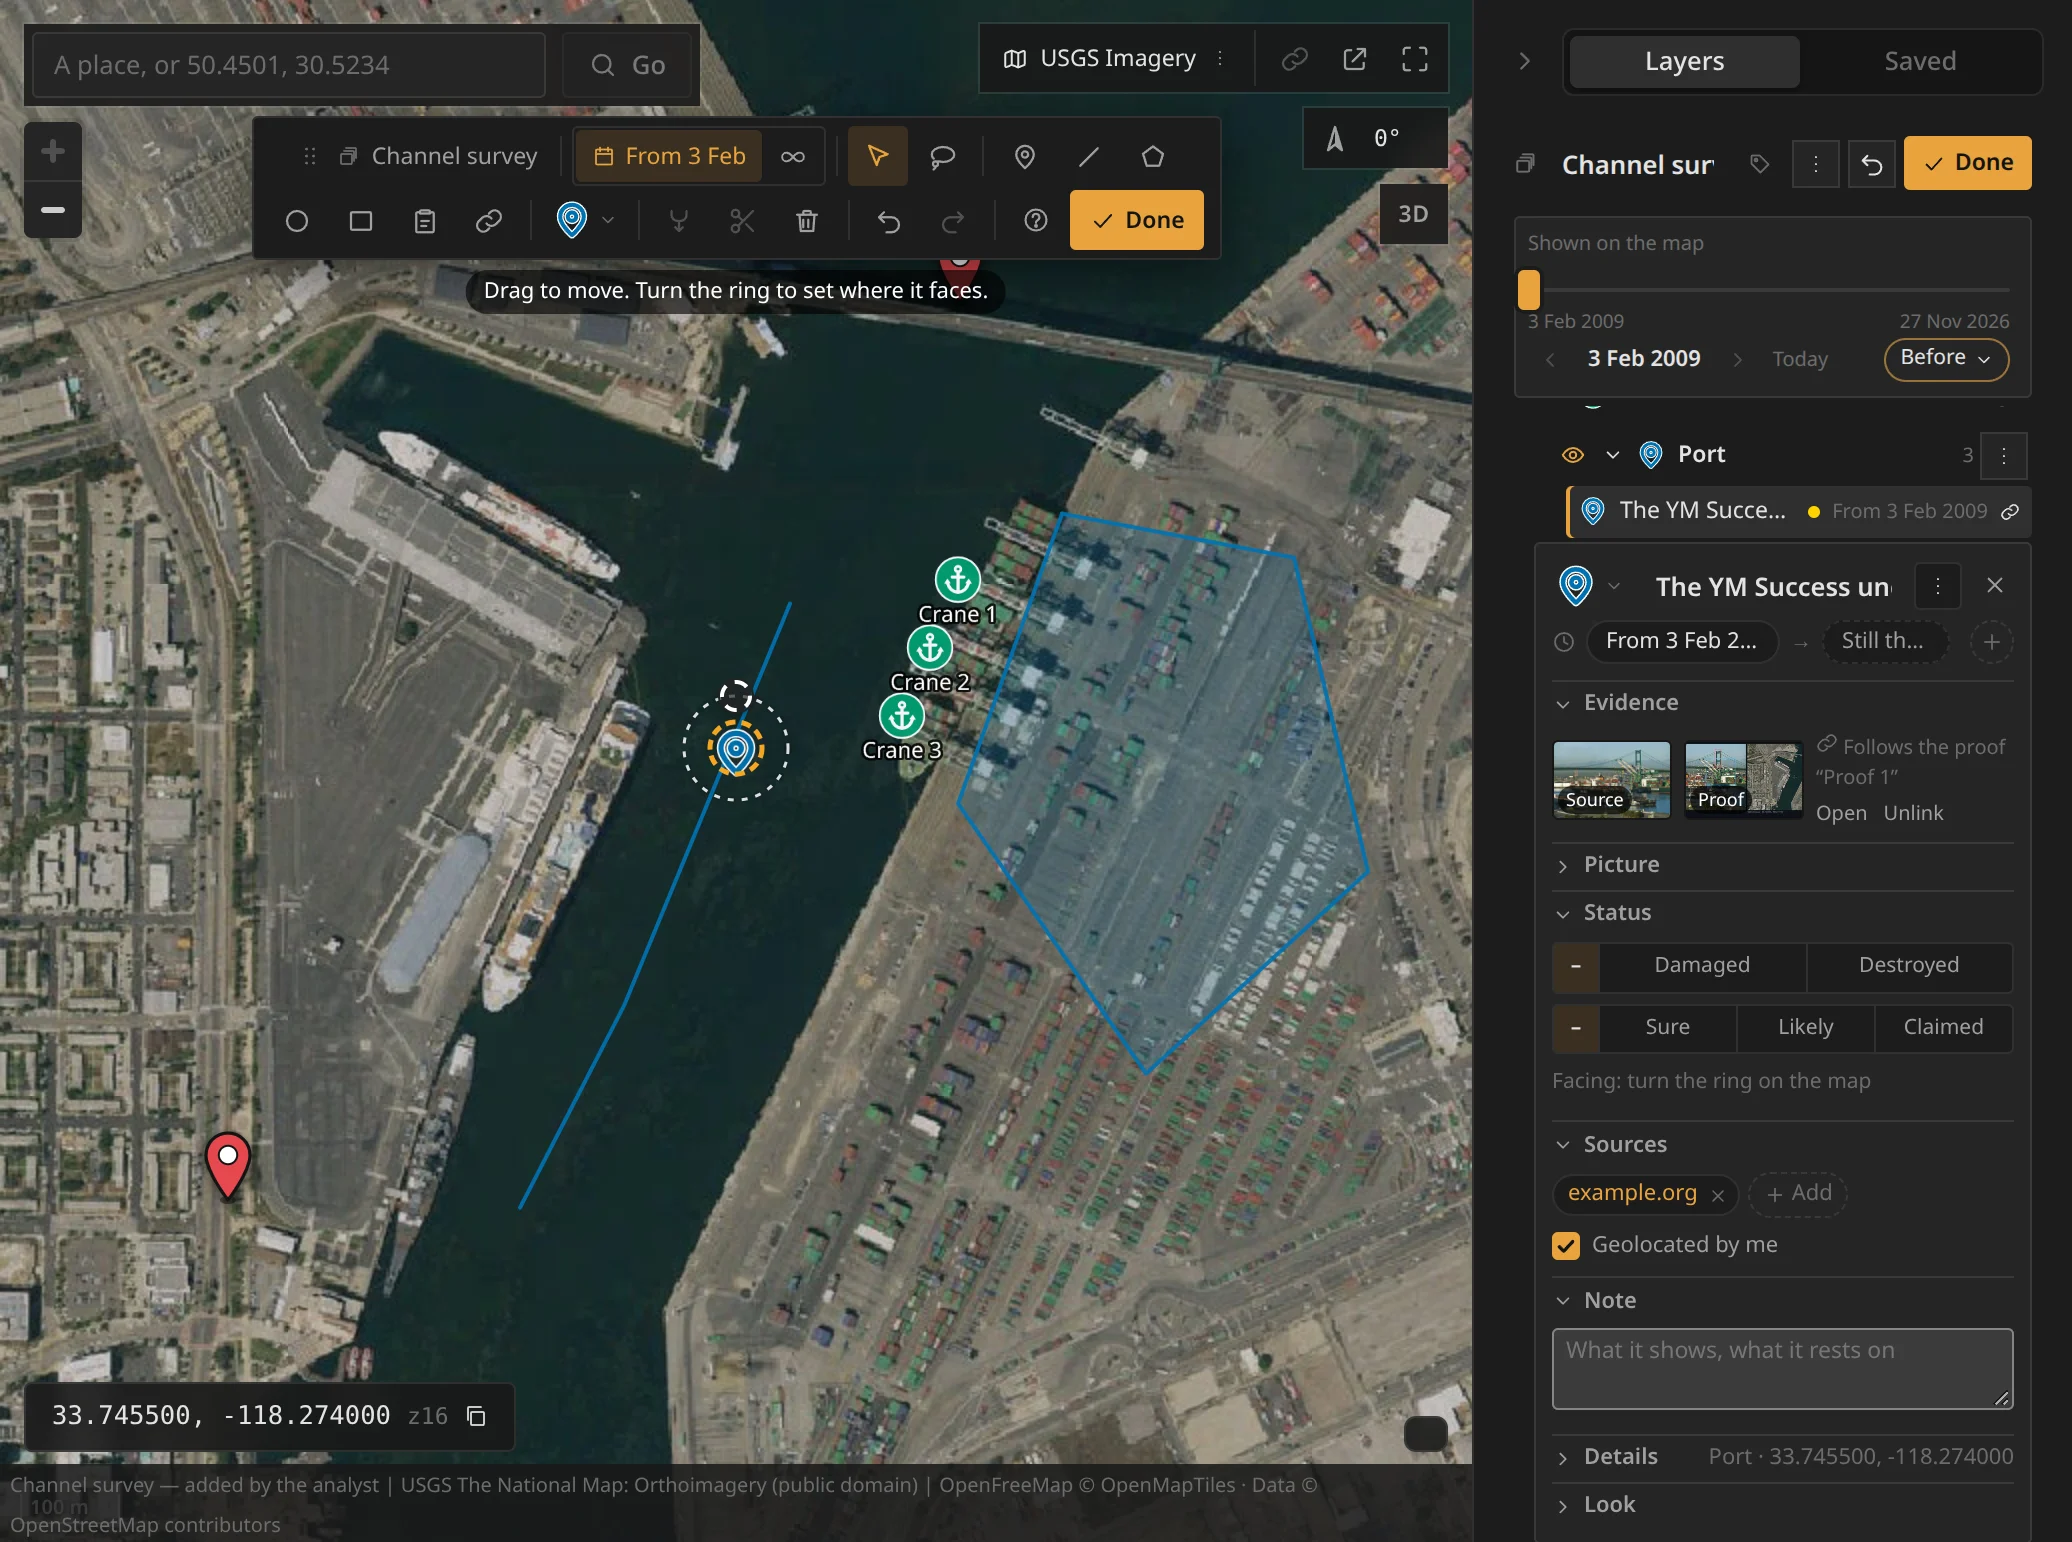 A place, or 50.4501, 30.5234
Go
USGS Imagery
Layers
Saved
Channel survey
From 3 Feb
0°
3D
Done
Drag to move. Turn the ring to set where it faces.
Channel sur
Done
Shown on the map
3 Feb 2009
27 Nov 2026
3 Feb 2009
Today
Before
Port
3
The YM Succe...
From 3 Feb 2009
The YM Success un
From 3 Feb 2...
→
Still th...
Evidence
Source
Proof
Follows the proof
“Proof 1”
Open
Unlink
Picture
Status
–
Damaged
Destroyed
–
Sure
Likely
Claimed
Facing: turn the ring on the map
Sources
example.org
+ Add
Geolocated by me
Note
What it shows, what it rests on
Details
Port · 33.745500, -118.274000
Look
Crane 1
Crane 2
Crane 3
33.745500, -118.274000 z16
Channel survey — added by the analyst | USGS The National Map: Orthoimagery (public domain) | OpenFreeMap © OpenMapTiles · Data ©
100 m
OpenStreetMap contributors